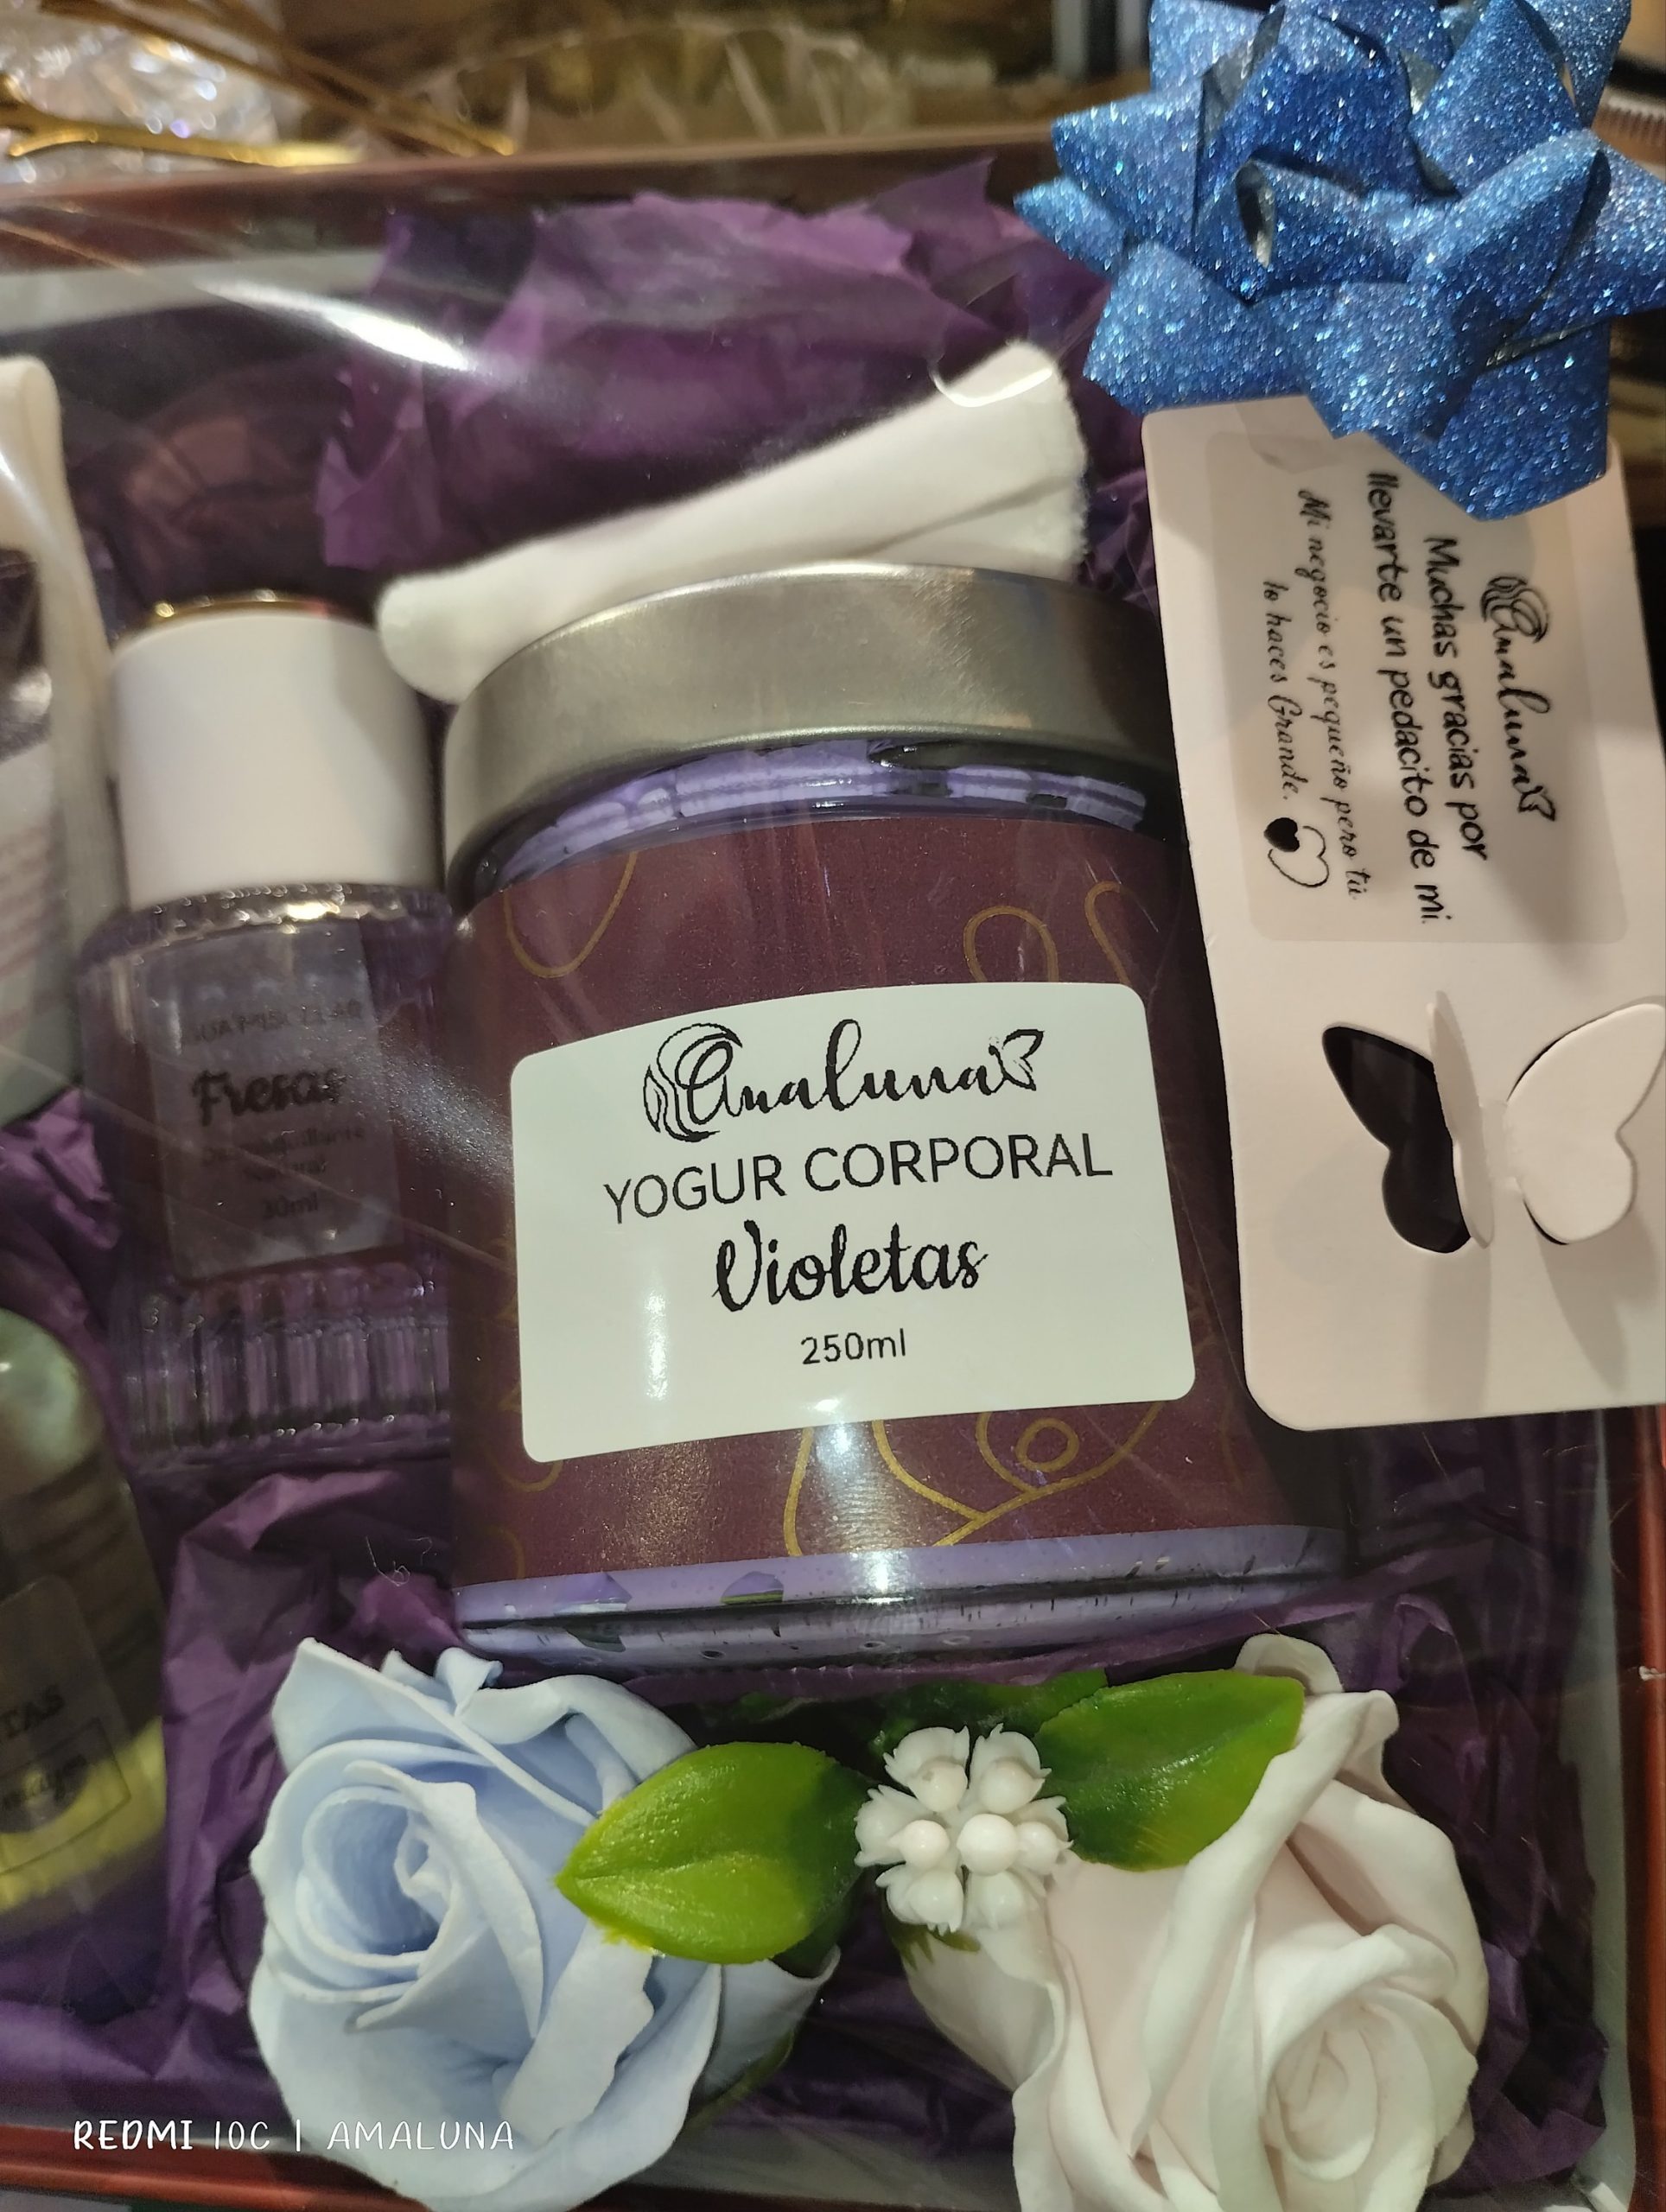 Amaluna
Muchas gracias por
llevarte un pedacito de mi.
Mi negocio es pequeño pero tú
lo haces Grande.
Fresas
30ml
Amaluna
YOGUR CORPORAL
Violetas
250ml
TAS
REDMI 10C | AMALUNA